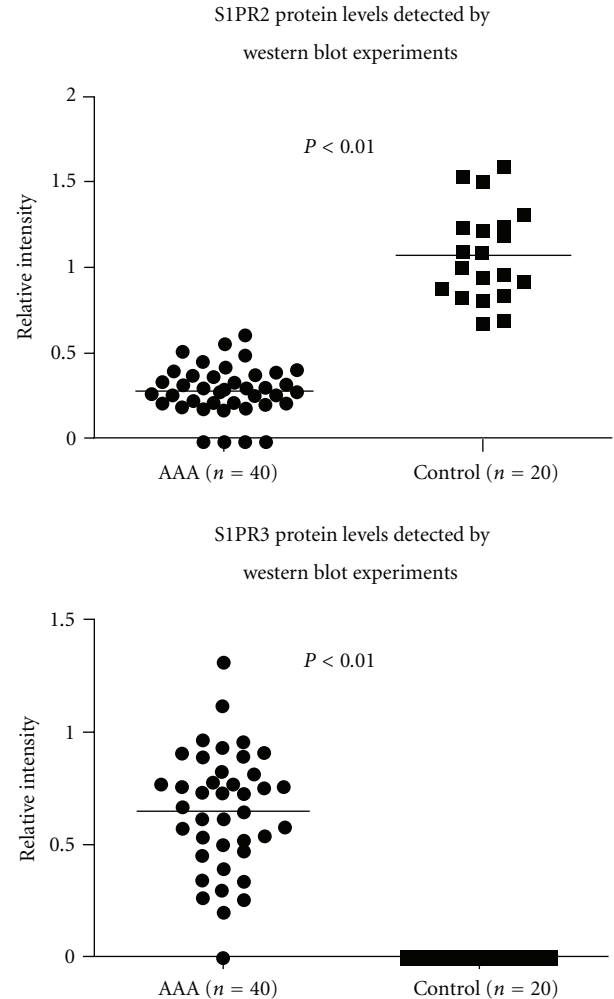 S1PR2 protein levels detected by
western blot experiments
2
P < 0.01
1.5
Relative intensity
1
0.5
0
AAA (n = 40)
Control (n = 20)
S1PR3 protein levels detected by
western blot experiments
1.5
P < 0.01
1
Relative intensity
0.5
0
AAA (n = 40)
Control (n = 20)